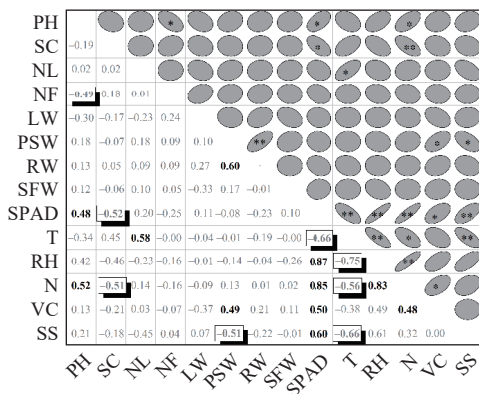 PH * * *
SC −0.19 * **
NL 0.02 0.02 *
NF −0.49 0.18 0.01
LW −0.30 −0.17 −0.23 0.24
PSW 0.18 −0.07 0.18 0.09 0.10 ** * *
RW 0.13 0.05 0.09 0.09 0.27 0.60
SFW 0.12 −0.06 0.10 0.05 −0.33 0.17 −0.01
SPAD 0.48 −0.52 0.20 −0.25 0.11 −0.08 −0.23 0.10 ** ** ** * **
T −0.34 0.45 0.58 −0.00 −0.04 −0.01 −0.19 −0.00 −0.66 ** * **
RH 0.42 −0.46 −0.23 −0.16 −0.01 −0.14 −0.04 −0.26 0.87 −0.75 **
N 0.52 −0.51 0.14 −0.16 −0.09 0.13 0.01 0.02 0.85 −0.56 0.83 *
VC 0.13 −0.21 0.03 −0.07 −0.37 0.49 0.21 0.11 0.50 −0.38 0.49 0.48
SS 0.21 −0.18 −0.45 0.04 0.07 −0.51 −0.22 −0.01 0.60 −0.66 0.61 0.32 0.00
PH SC NL NF LW PSW RW SFW SPAD T RH N VC SS